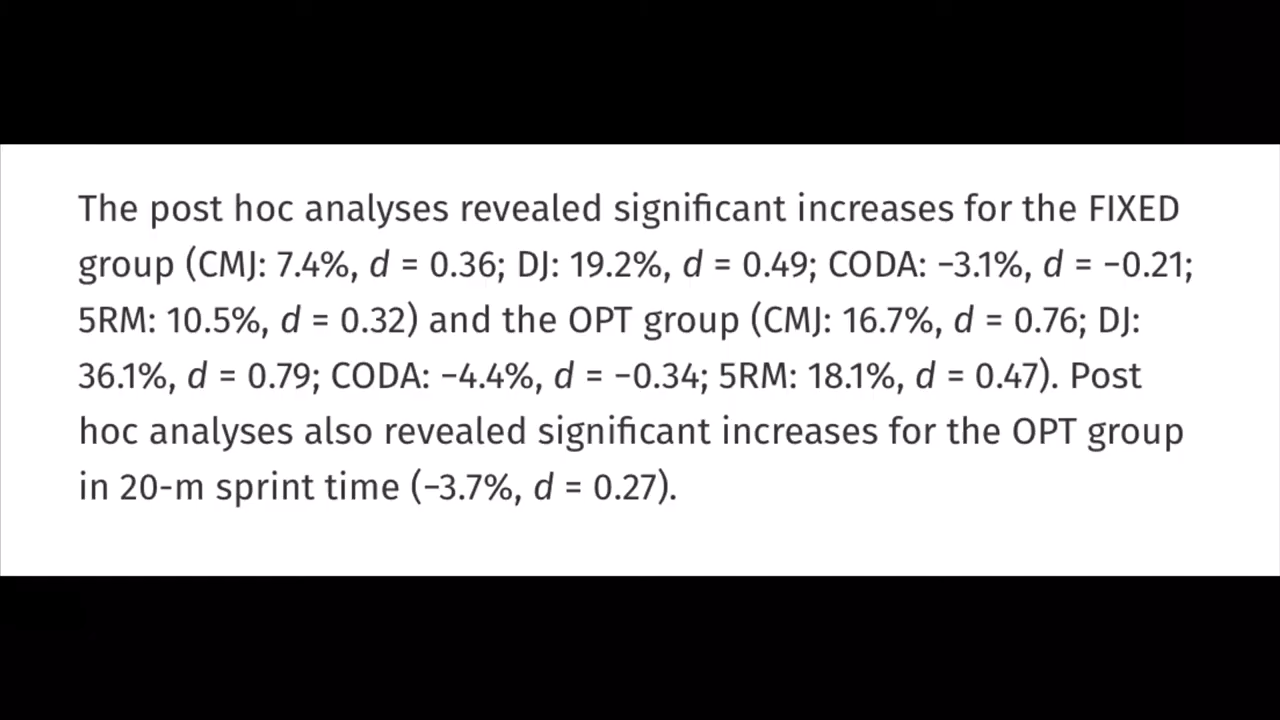 The post hoc analyses revealed significant increases for the FIXED
group (CMJ: 7.4%, d = 0.36; DJ: 19.2%, d = 0.49; CODA: −3.1%, d = −0.21;
5RM: 10.5%, d = 0.32) and the OPT group (CMJ: 16.7%, d = 0.76; DJ:
36.1%, d = 0.79; CODA: −4.4%, d = −0.34; 5RM: 18.1%, d = 0.47). Post
hoc analyses also revealed significant increases for the OPT group
in 20-m sprint time (−3.7%, d = 0.27).